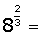 8^{2/3} =